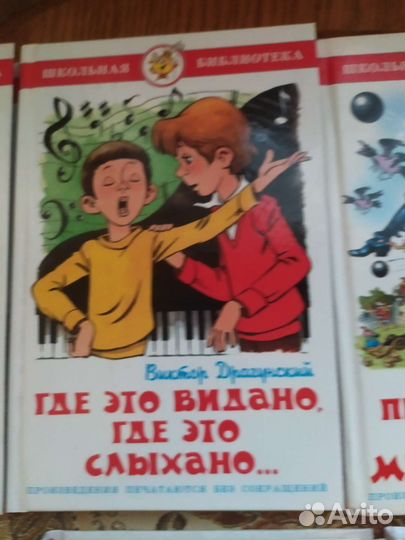 ШКОЛЬНАЯ БИБЛИОТЕКА
Виктор Драгунский
ГДЕ ЭТО ВИДАНО,
ГДЕ ЭТО
СЛЫХАНО...
ПРОИЗВЕДЕНИЯ ПЕЧАТАЮТСЯ БЕЗ СОКРАЩЕНИЙ
Avito